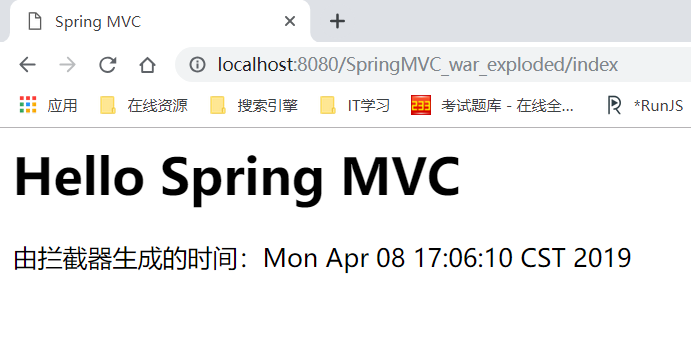 Spring MVC
localhost:8080/SpringMVC_war_exploded/index
应用 在线资源 搜索引擎 IT学习 233 考试题库 - 在线全... *RunJS
Hello Spring MVC
由拦截器生成的时间：Mon Apr 08 17:06:10 CST 2019